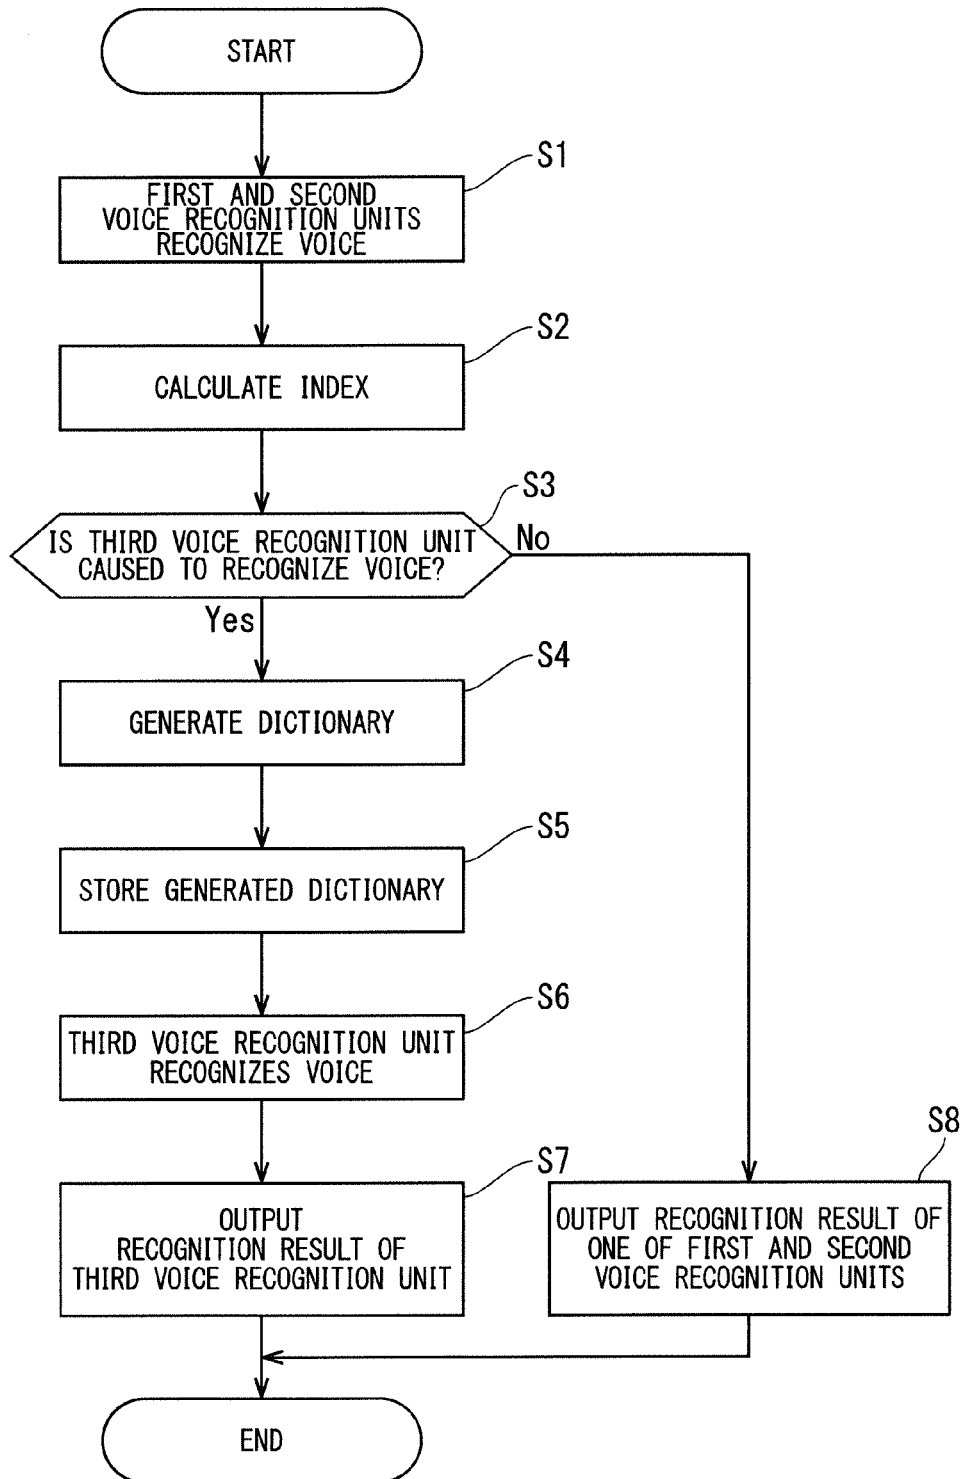 START
S1
FIRST AND SECOND
VOICE RECOGNITION UNITS
RECOGNIZE VOICE
S2
CALCULATE INDEX
S3
IS THIRD VOICE RECOGNITION UNIT
CAUSED TO RECOGNIZE VOICE?
No
Yes
S4
GENERATE DICTIONARY
S5
STORE GENERATED DICTIONARY
S6
THIRD VOICE RECOGNITION UNIT
RECOGNIZES VOICE
S7
OUTPUT
RECOGNITION RESULT OF
THIRD VOICE RECOGNITION UNIT
S8
OUTPUT RECOGNITION RESULT OF
ONE OF FIRST AND SECOND
VOICE RECOGNITION UNITS
END